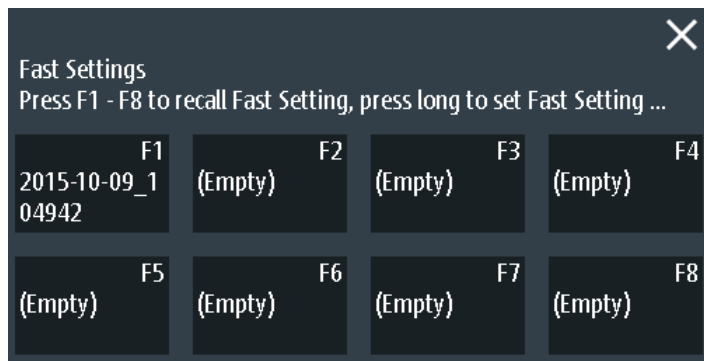 Fast Settings
Press F1 - F8 to recall Fast Setting, press long to set Fast Setting ...
F1
2015-10-09_1
04942
F2
(Empty)
F3
(Empty)
F4
(Empty)
F5
(Empty)
F6
(Empty)
F7
(Empty)
F8
(Empty)